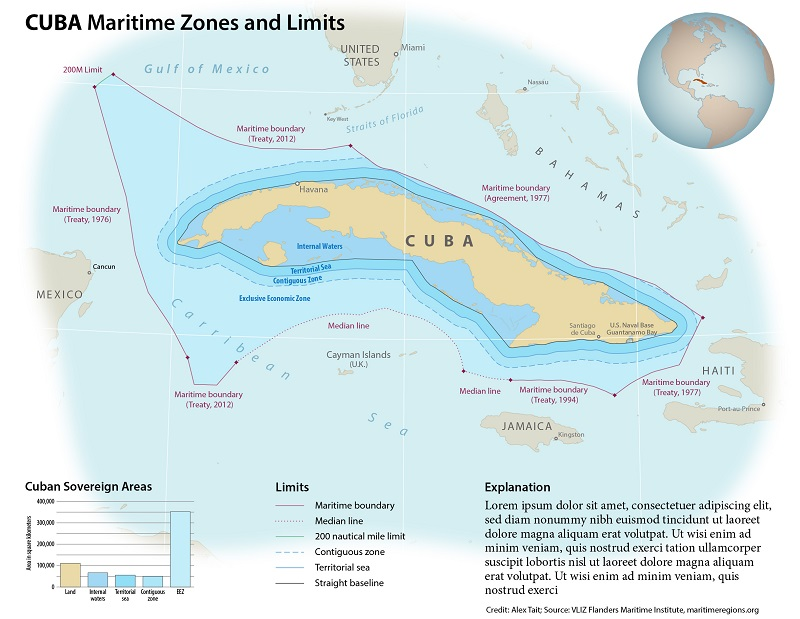 CUBA Maritime Zones and Limits
UNITED
STATES
Miami
200M Limit
Gulf of Mexico
Nassau
Key West
Straits of Florida
Maritime boundary
(Treaty, 2012)
BAHAMAS
Havana
Maritime boundary
(Agreement, 1977)
Maritime boundary
(Treaty, 1976)
CUBA
Internal Waters
Cancun
Territorial Sea
Contiguous Zone
MEXICO
Exclusive Economic Zone
Carribean
Sea
Median line
Santiago
de Cuba
U.S. Naval Base
Guantanamo Bay
Cayman Islands
(U.K.)
HAITI
Maritime boundary
(Treaty, 2012)
Median line
Maritime boundary
(Treaty, 1994)
Maritime boundary
(Treaty, 1977)
Port-au-Prince
JAMAICA
Kingston
Cuban Sovereign Areas
400,000
300,000
200,000
100,000
0
Area in square kilometers
Land
Internal
waters
Territorial
sea
Contiguous
zone
EEZ
Limits
Maritime boundary
Median line
200 nautical mile limit
Contiguous zone
Territorial sea
Straight baseline
Explanation
Lorem ipsum dolor sit amet, consectetuer adipiscing elit,
sed diam nonummy nibh euismod tincidunt ut laoreet
dolore magna aliquam erat volutpat. Ut wisi enim ad
minim veniam, quis nostrud exerci tation ullamcorper
suscipit lobortis nisl ut laoreet dolore magna aliquam
erat volutpat. Ut wisi enim ad minim veniam, quis
nostrud exerci
Credit: Alex Tait; Source: VLIZ Flanders Maritime Institute, maritimeregions.org